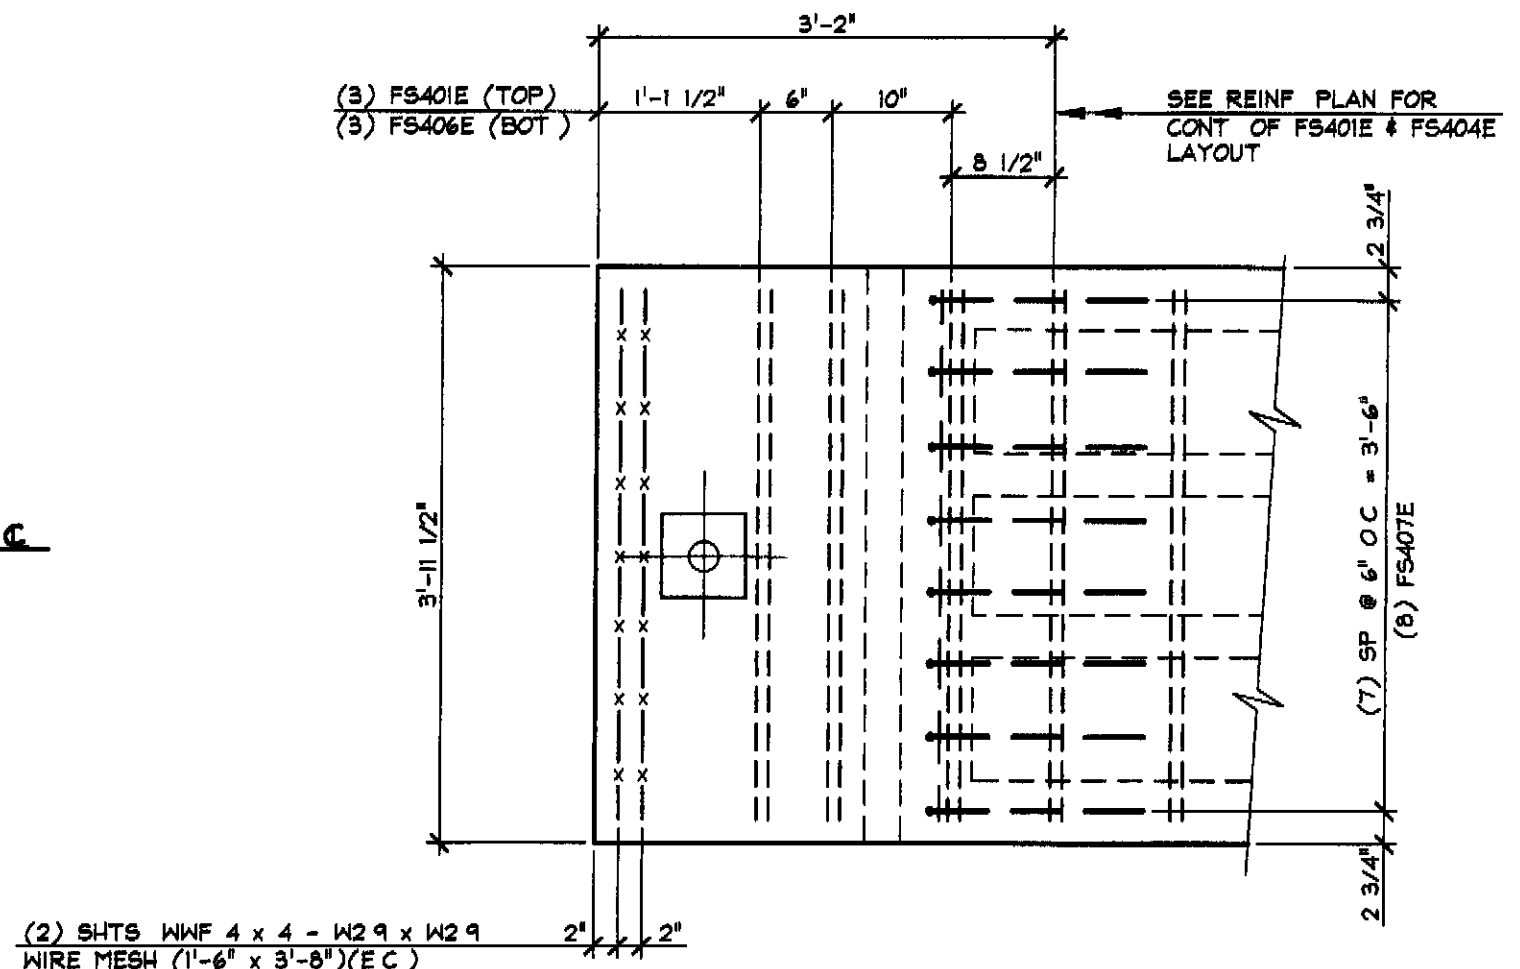 3'-2"
(3) FS401E (TOP)
(3) FS406E (BOT )
1'-1 1/2"
6"
10"
SEE REINF PLAN FOR
CONT OF FS401E & FS404E
LAYOUT
8 1/2"
2 3/4"
3'-11 1/2"
℄
(7) SP @ 6" O C = 3'-6"
(8) FS407E
2 3/4"
(2) SHTS WWF 4 x 4 - W2 9 x W2 9
WIRE MESH (1'-6" x 3'-8")(E C )
2"
2"